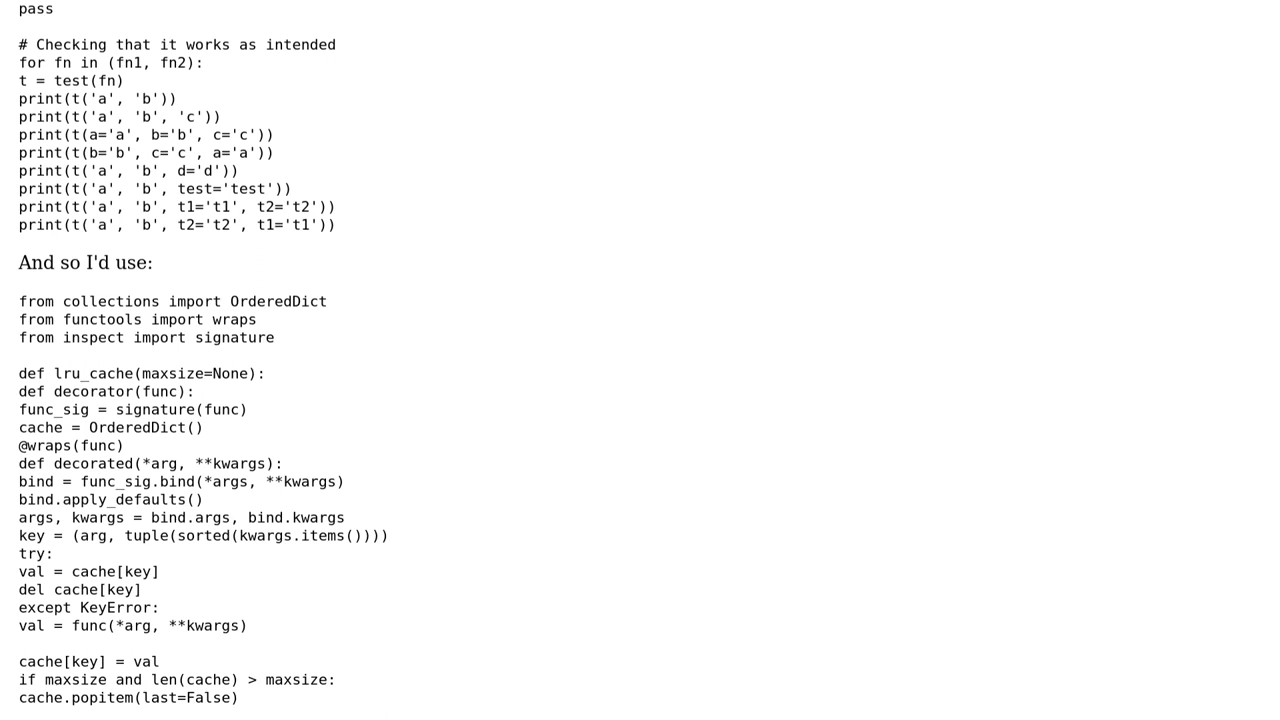 pass
# Checking that it works as intended
for fn in (fn1, fn2):
t = test(fn)
print(t('a', 'b'))
print(t('a', 'b', 'c'))
print(t(a='a', b='b', c='c'))
print(t(b='b', c='c', a='a'))
print(t('a', 'b', d='d'))
print(t('a', 'b', test='test'))
print(t('a', 'b', t1='t1', t2='t2'))
print(t('a', 'b', t2='t2', t1='t1'))
And so I'd use:
from collections import OrderedDict
from functools import wraps
from inspect import signature
def lru_cache(maxsize=None):
def decorator(func):
func_sig = signature(func)
cache = OrderedDict()
@wraps(func)
def decorated(*arg, **kwargs):
bind = func_sig.bind(*args, **kwargs)
bind.apply_defaults()
args, kwargs = bind.args, bind.kwargs
key = (arg, tuple(sorted(kwargs.items())))
try:
val = cache[key]
del cache[key]
except KeyError:
val = func(*arg, **kwargs)
cache[key] = val
if maxsize and len(cache) > maxsize:
cache.popitem(last=False)